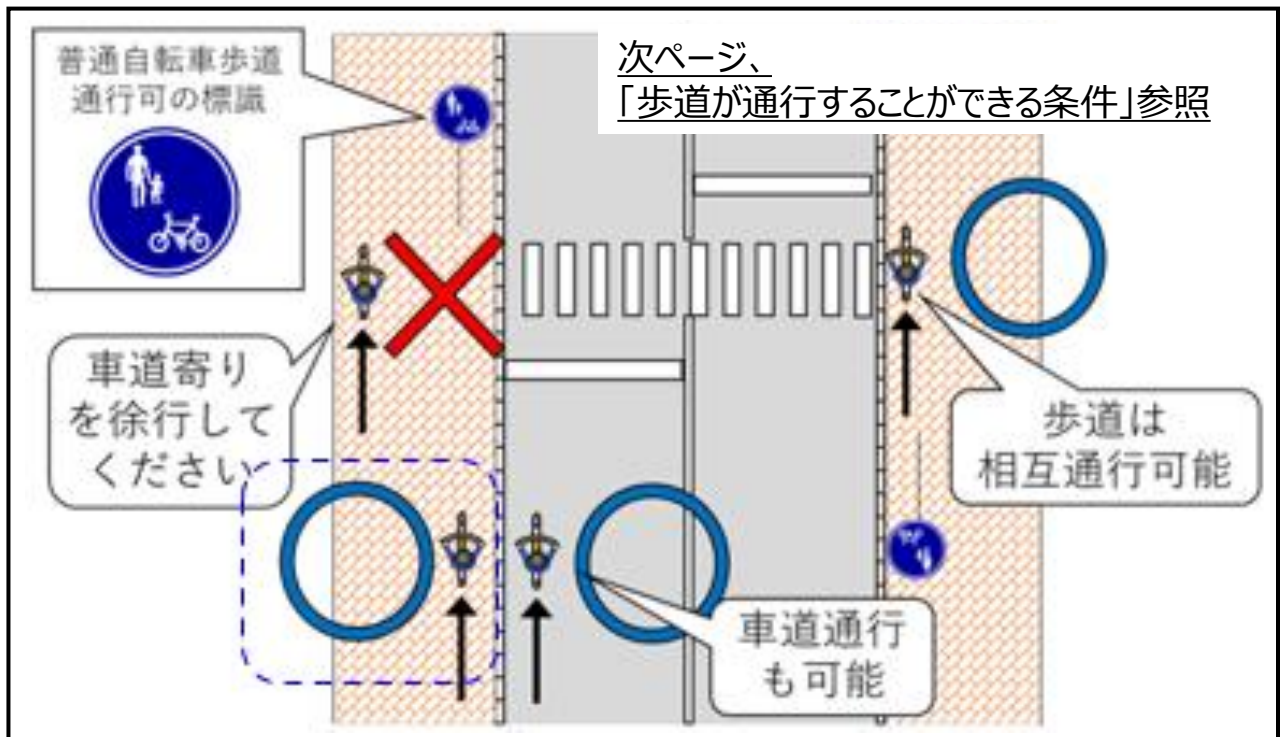 次ページ、
「歩道が通行することができる条件」参照
普通自転車歩道
通行可の標識
車道寄り
を徐行して
ください
歩道は
相互通行可能
車道通行
も可能